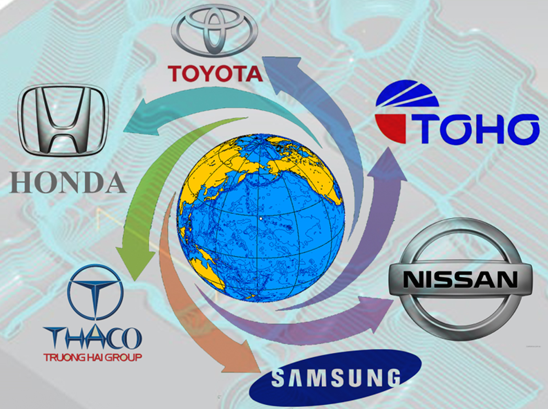 TOYOTA
HONDA
TOHO
NISSAN
THACO
TRUONG HAI GROUP
SAMSUNG